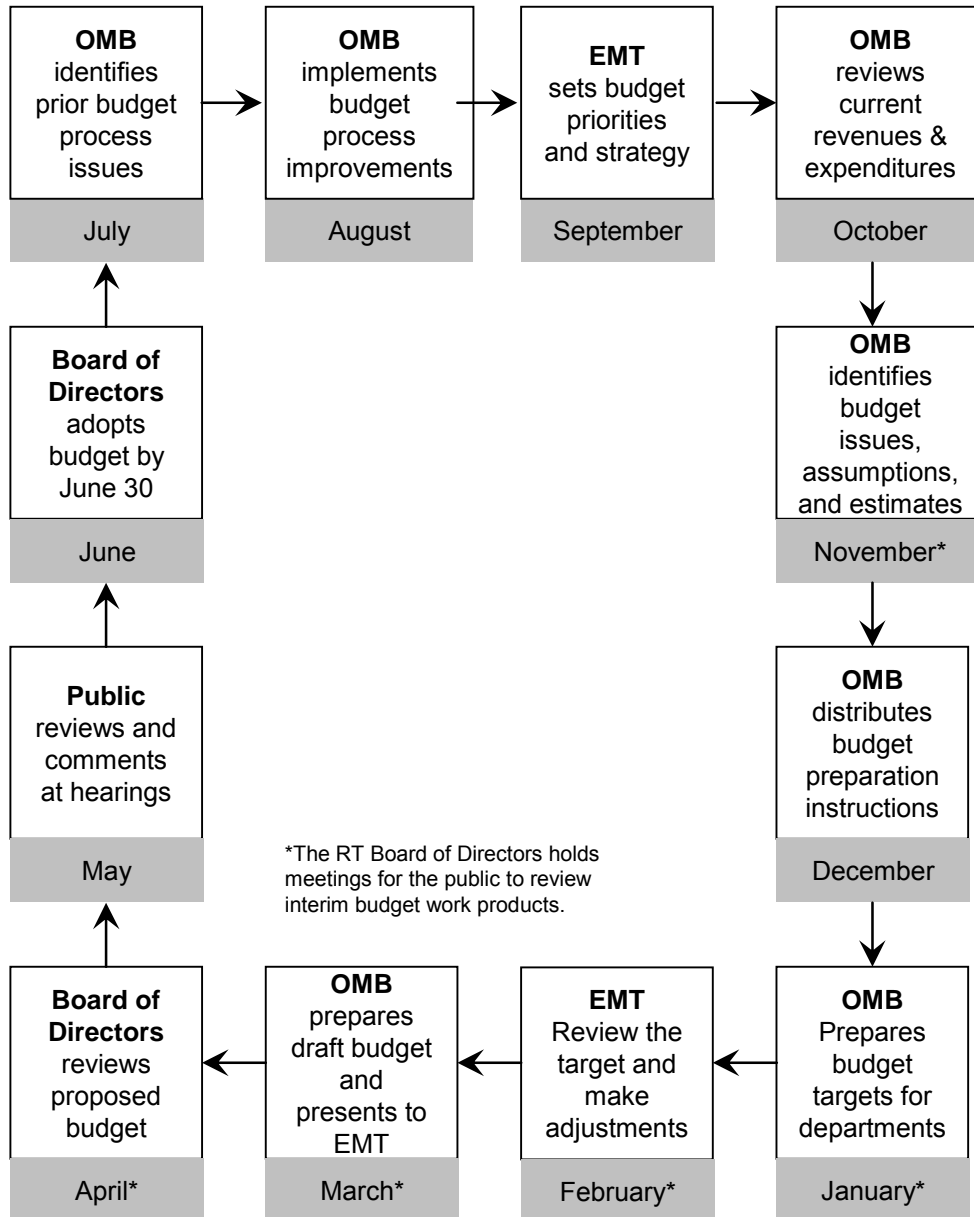 OMB
identifies
prior budget
process
issues
July
OMB
implements
budget
process
improvements
August
EMT
sets budget
priorities
and strategy
September
OMB
reviews
current
revenues &
expenditures
October
OMB
identifies
budget
issues,
assumptions,
and estimates
November*
OMB
distributes
budget
preparation
instructions
December
OMB
Prepares
budget
targets for
departments
January*
EMT
Review the
target and
make
adjustments
February*
OMB
prepares
draft budget
and
presents to
EMT
March*
Board of
Directors
reviews
proposed
budget
April*
Public
reviews and
comments
at hearings
May
Board of
Directors
adopts
budget by
June 30
June
*The RT Board of Directors holds
meetings for the public to review
interim budget work products.